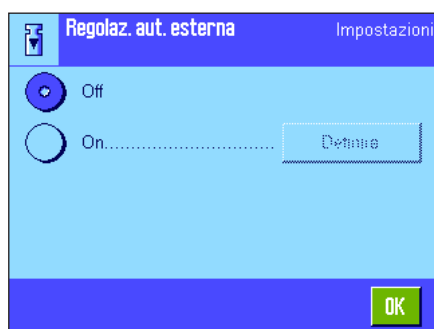 Regolaz. aut. esterna Impostazioni
Off
On.............................. Definire
OK